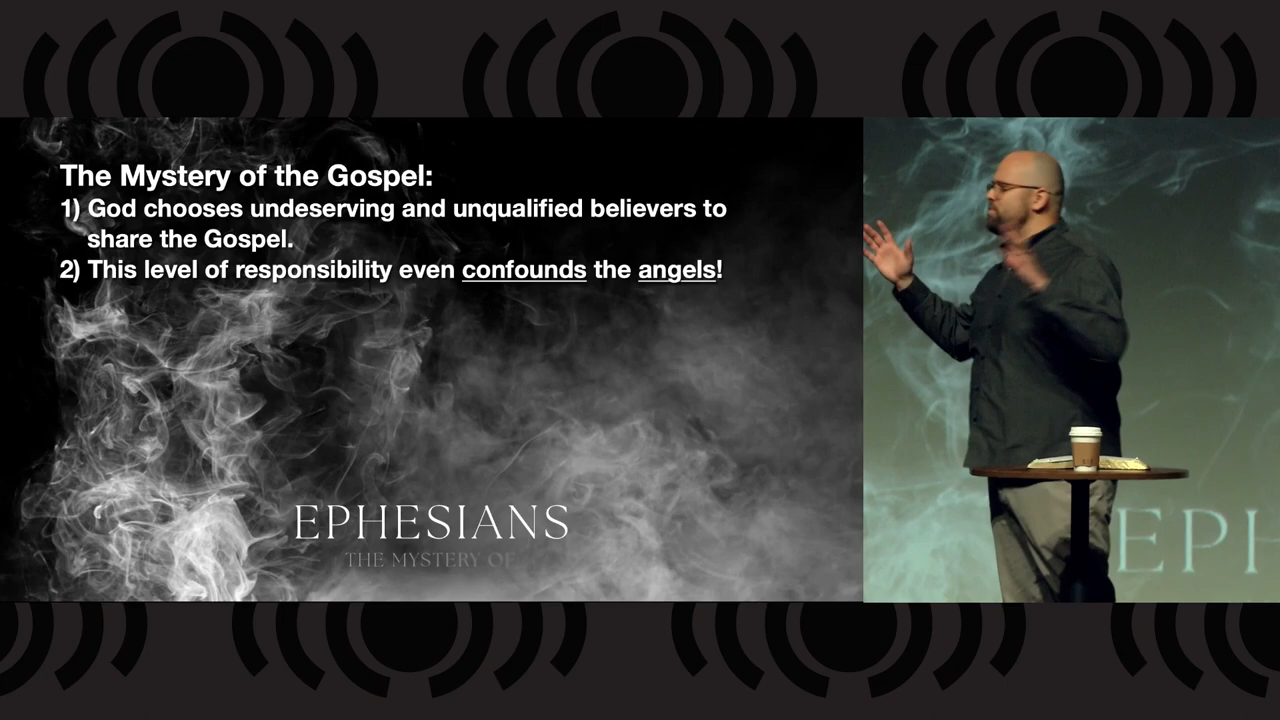 The Mystery of the Gospel:
1) God chooses undeserving and unqualified believers to
share the Gospel.
2) This level of responsibility even confounds the angels!
EPHESIANS
THE MYSTERY OF
EPH